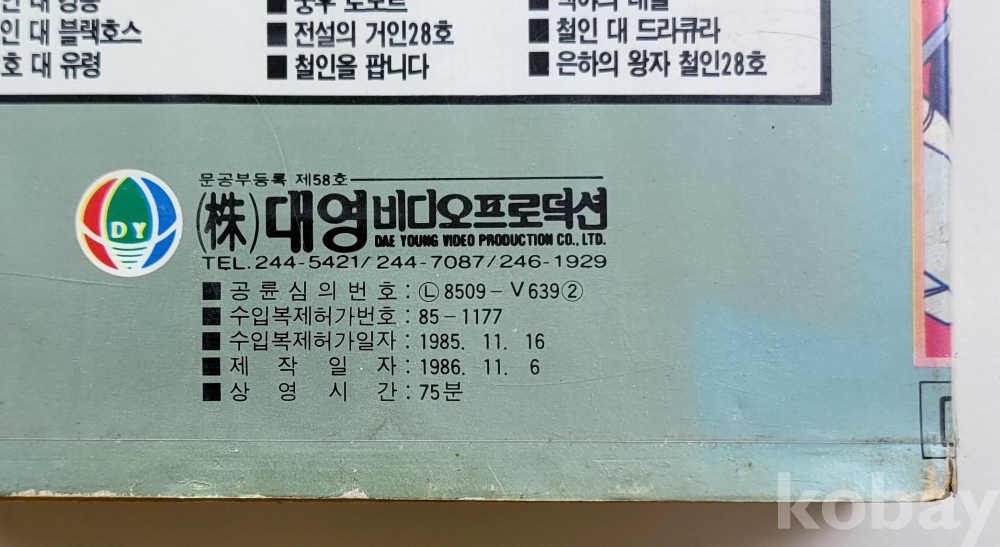 인 대 블랙호스
■ 전설의 거인28호
■ 철인 대 드라큐라
호 대 유령
■ 철인을 팝니다
■ 은하의 왕자 철인28호
문공부등록 제58호
DY
(株)대영비디오프로덕션
DAE YOUNG VIDEO PRODUCTION CO., LTD.
TEL. 244-5421/244-7087/246-1929
■ 공륜심의번호 : Ⓛ8509-V639②
■ 수입복제허가번호 : 85-1177
■ 수입복제허가일자 : 1985. 11. 16
■ 제작일자 : 1986. 11. 6
■ 상영시간 : 75분
kobay